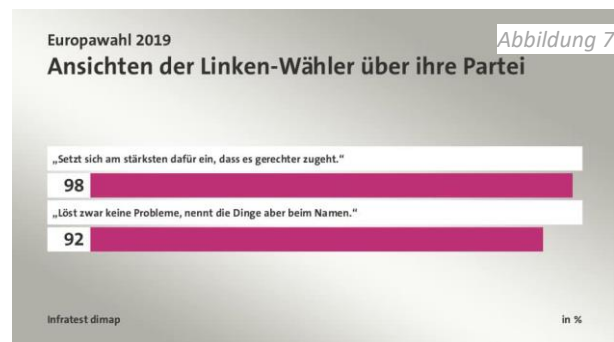 Europawahl 2019
Abbildung 7
Ansichten der Linken-Wähler über ihre Partei
„Setzt sich am stärksten dafür ein, dass es gerechter zugeht.“
98
„Löst zwar keine Probleme, nennt die Dinge aber beim Namen.“
92
Infratest dimap
in %